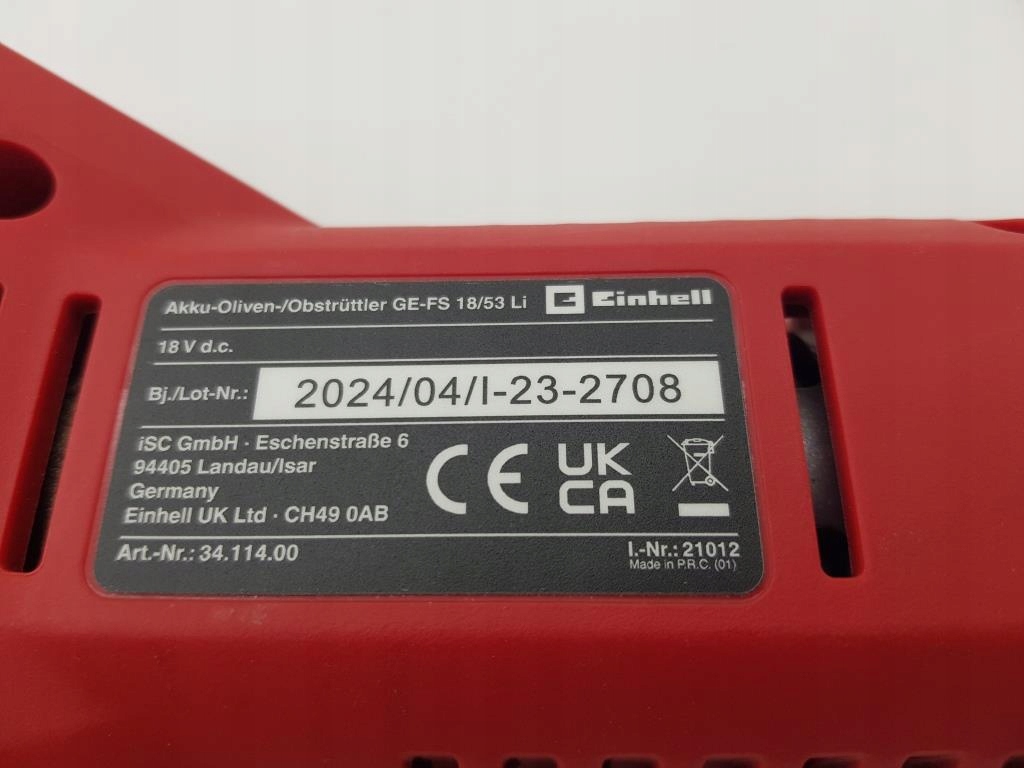 Akku-Oliven-/Obstrüttler GE-FS 18/53 Li Einhell
18 V d.c.
Bj./Lot-Nr.: 2024/04/I-23-2708
iSC GmbH · Eschenstraße 6
94405 Landau/Isar
Germany
Einhell UK Ltd · CH49 0AB
CE
UK
CA
Art.-Nr.: 34.114.00
I.-Nr.: 21012
Made in P.R.C. (01)